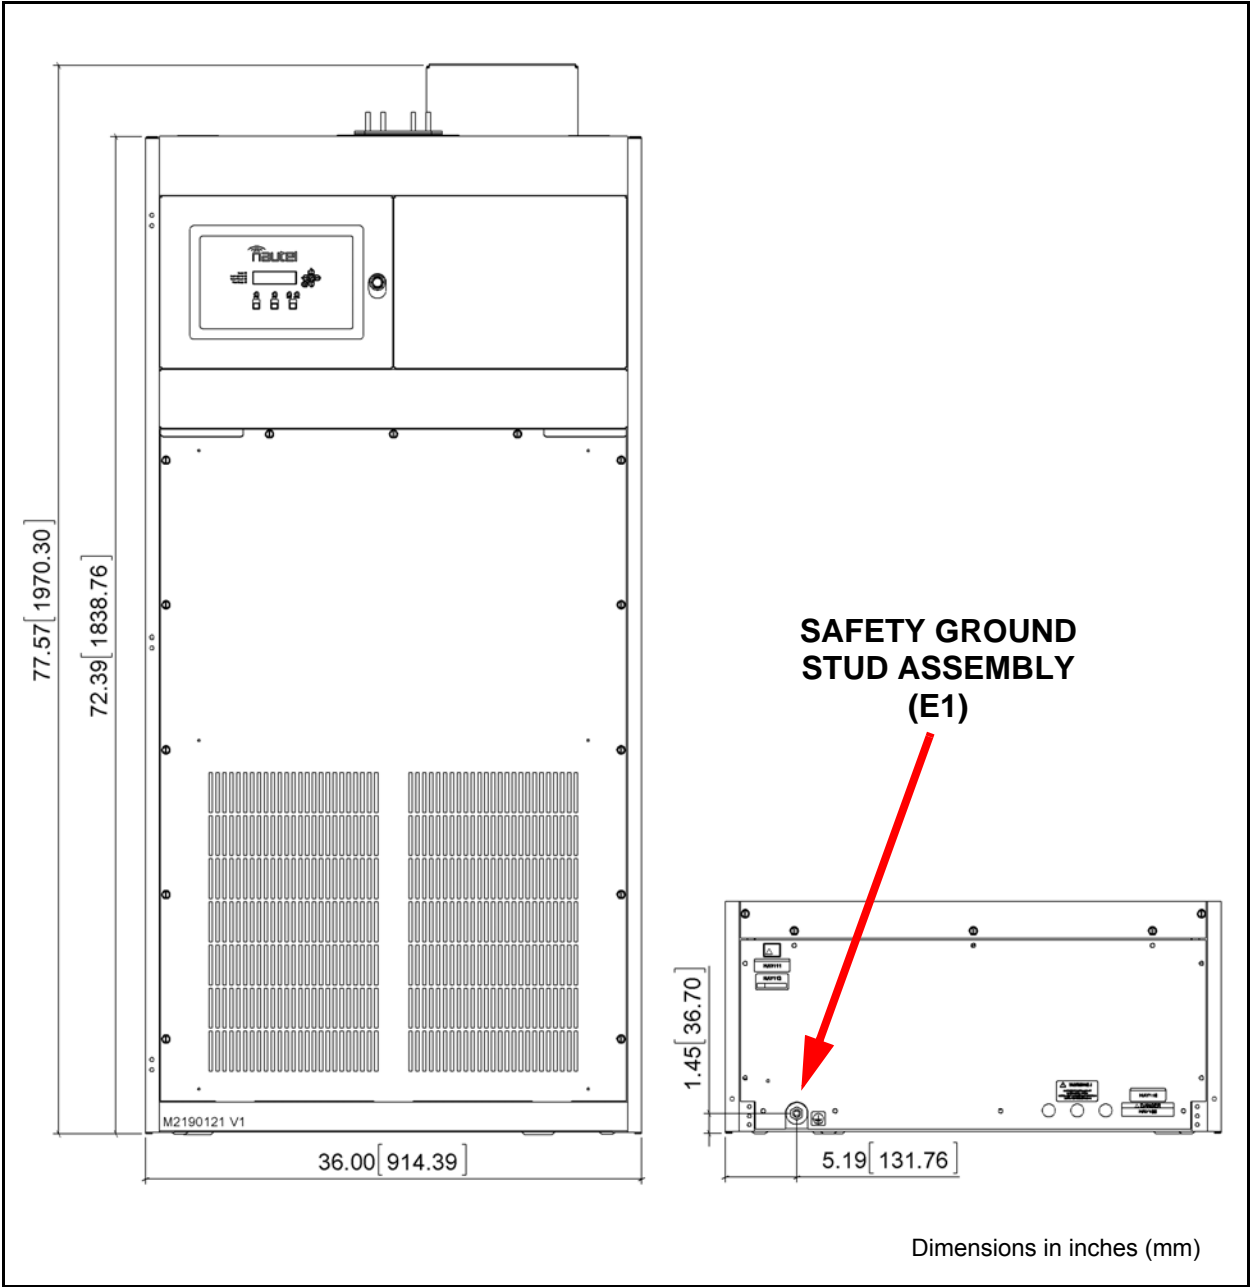 nautel
77.57[1970.30]
72.39[1838.76]
M2190121 V1
36.00[914.39]
SAFETY GROUND
STUD ASSEMBLY
(E1)
1.45[36.70]
5.19[131.76]
Dimensions in inches (mm)